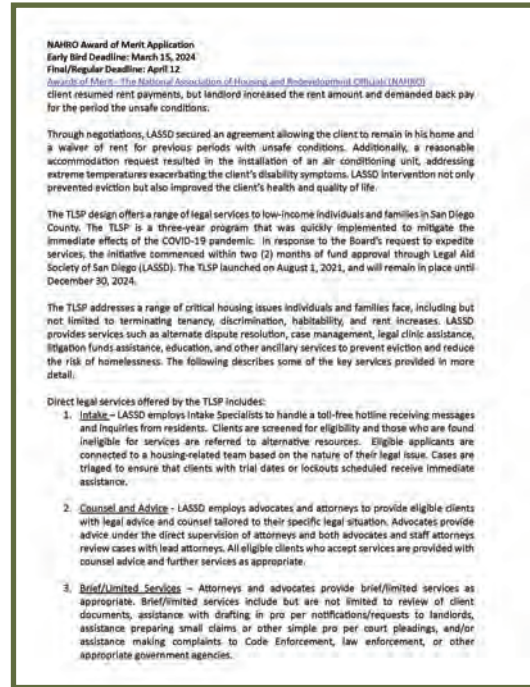 NAHRO Award of Merit Application
Early Bird Deadline: March 15, 2024
Final/Regular Deadline: April 12
Awards of Merit - The National Association of Housing and Redevelopment Officials (NAHRO)
client resumed rent payments, but landlord increased the rent amount and demanded back pay
for the period the unsafe conditions.
Through negotiations, LASSD secured an agreement allowing the client to remain in his home and
a waiver of rent for previous periods with unsafe conditions. Additionally, a reasonable
accommodation request resulted in the installation of an air conditioning unit, addressing
extreme temperatures exacerbating the client's disability symptoms. LASSD intervention not only
prevented eviction but also improved the client's health and quality of life.
The TLSP design offers a range of legal services to low-income individuals and families in San Diego
County. The TLSP is a three-year program that was quickly implemented to mitigate the
immediate effects of the COVID-19 pandemic. In response to the Board's request to expedite
services, the initiative commenced within two (2) months of fund approval through Legal Aid
Society of San Diego (LASSD). The TLSP launched on August 1, 2021, and will remain in place until
December 30, 2024.
The TLSP addresses a range of critical housing issues individuals and families face, including but
not limited to terminating tenancy, discrimination, habitability, and rent increases. LASSD
provides services such as alternate dispute resolution, case management, legal clinic assistance,
litigation funds assistance, education, and other ancillary services to prevent eviction and reduce
the risk of homelessness. The following describes some of the key services provided in more
detail.
Direct legal services offered by the TLSP includes:
1. Intake – LASSD employs Intake Specialists to handle a toll-free hotline receiving messages
and inquiries from residents. Clients are screened for eligibility and those who are found
ineligible for services are referred to alternative resources. Eligible applicants are
connected to a housing-related team based on the nature of their legal issue. Cases are
triaged to ensure that clients with trial dates or lockouts scheduled receive immediate
assistance.
2. Counsel and Advice - LASSD employs advocates and attorneys to provide eligible clients
with legal advice and counsel tailored to their specific legal situation. Advocates provide
advice under the direct supervision of attorneys and both advocates and staff attorneys
review cases with lead attorneys. All eligible clients who accept services are provided with
counsel advice and further services as appropriate.
3. Brief/Limited Services – Attorneys and advocates provide brief/limited services as
appropriate. Brief/limited services include but are not limited to review of client
documents, assistance with drafting in pro per notifications/requests to landlords,
assistance preparing small claims or other simple pro per court pleadings, and/or
assistance making complaints to Code Enforcement, law enforcement, or other
appropriate government agencies.